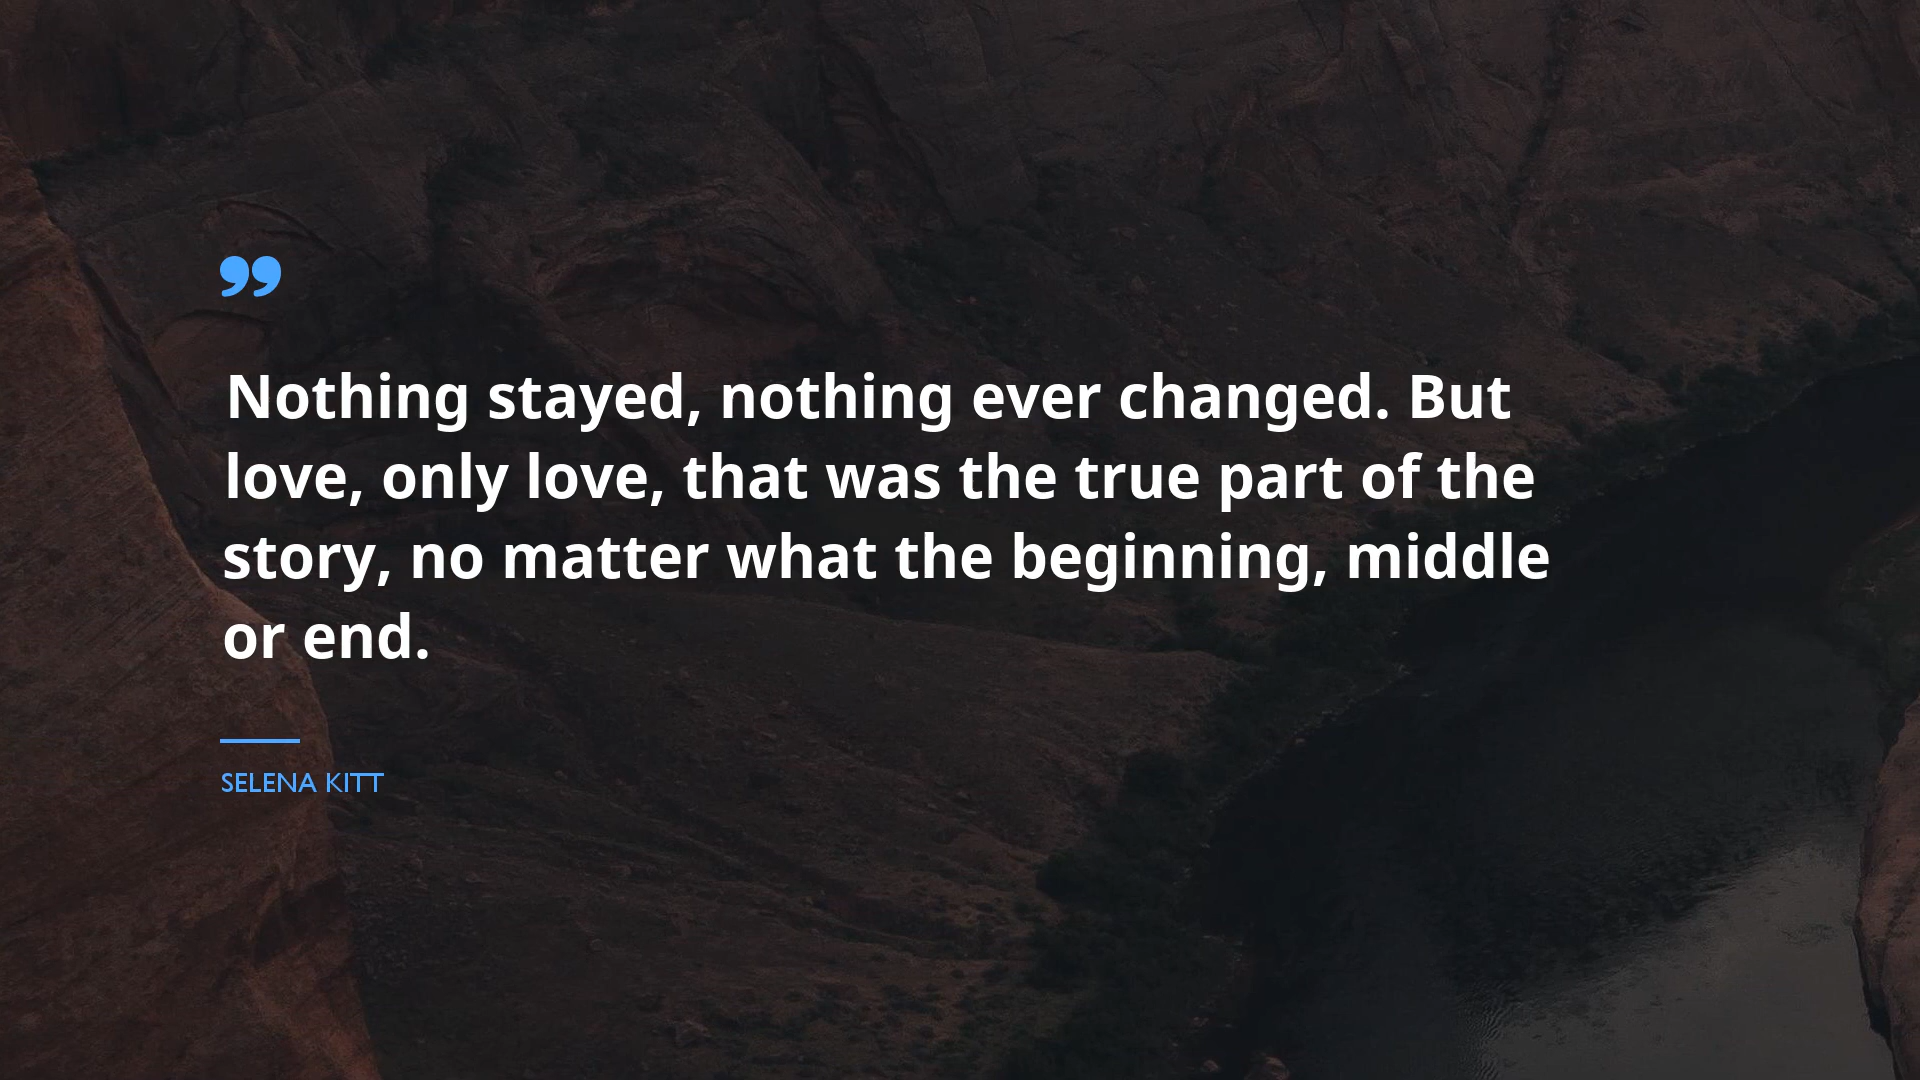 ”
Nothing stayed, nothing ever changed. But
love, only love, that was the true part of the
story, no matter what the beginning, middle
or end.
SELENA KITT